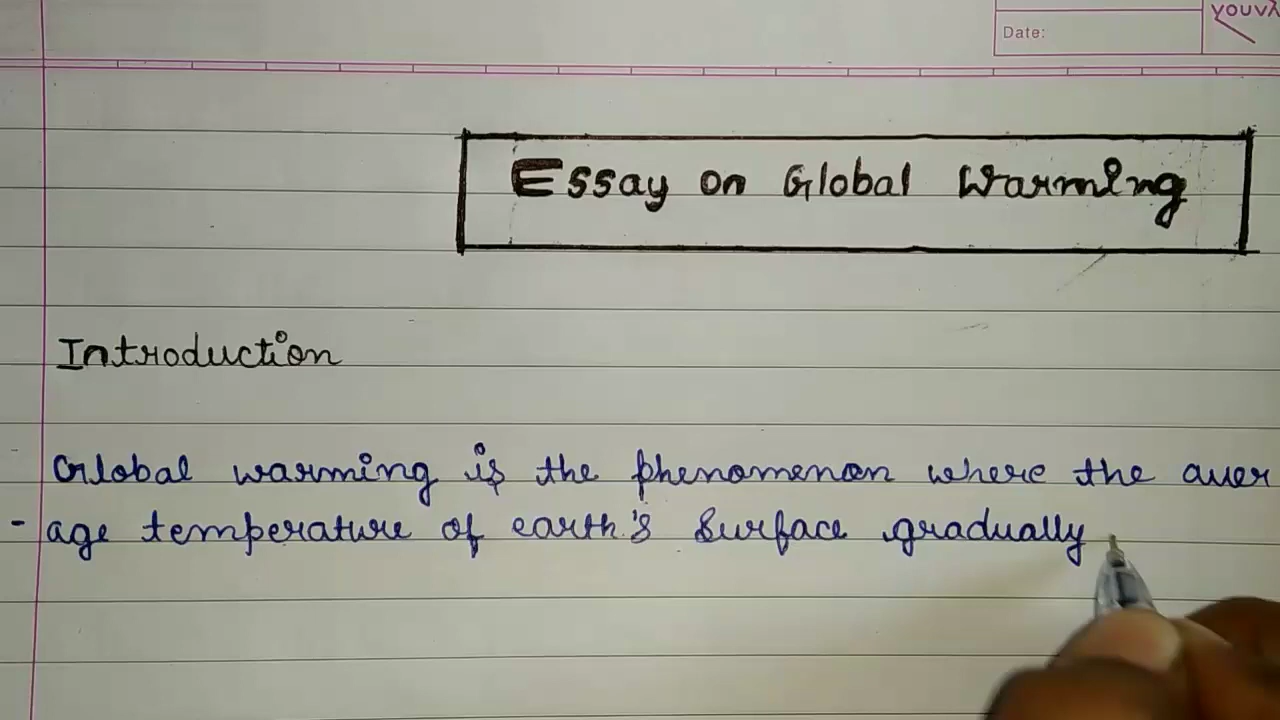 youva
Date:
Essay on Global Warming
Introduction
Global warming is the phenomenon where the aver
- age temperature of earth's surface gradually